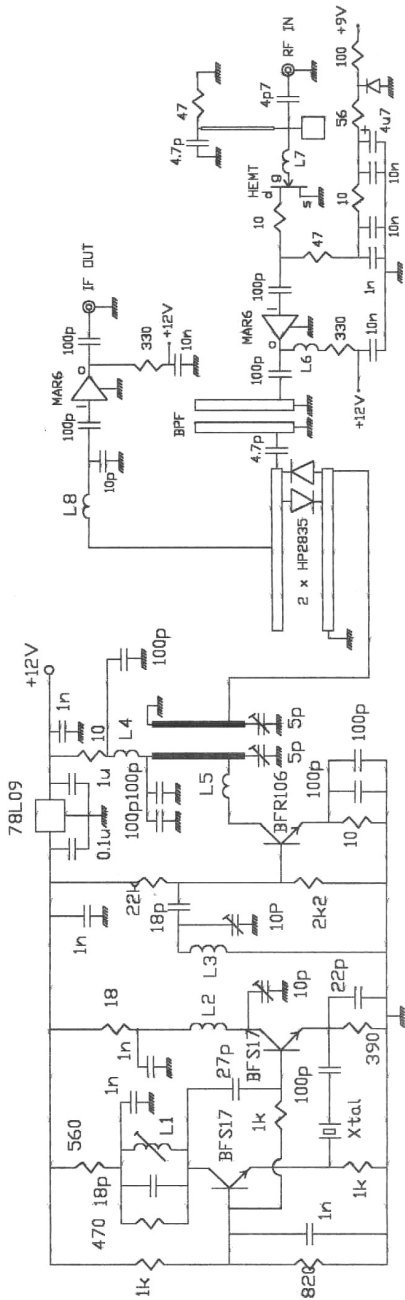 78L09
+12V
1n
0.1u
1u
10
L4
100p
100p
100p
22k
18p
L5
5p
5p
1n
L3
10P
2k2
BFR106
10
100p
100p
18
1n
L2
10p
1n
27p
BFS17
22p
560
18p
L1
470
BFS17
1k
100p
390
1k
820
1n
Xtal
1k
L8
10p
100p
MAR6
I
O
100p
IF OUT
330
+12V
10n
4.7p
BPF
2 x HP2835
100p
MAR6
O
I
100p
L6
330
+12V
10n
1n
47
10
HEMT
d
g
s
L7
4p7
RF IN
4.7p
47
10
10n
10n
56
4u7
+
100
+9V